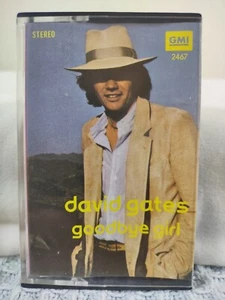 STEREO
GMI
2467
david gates
goodbye girl